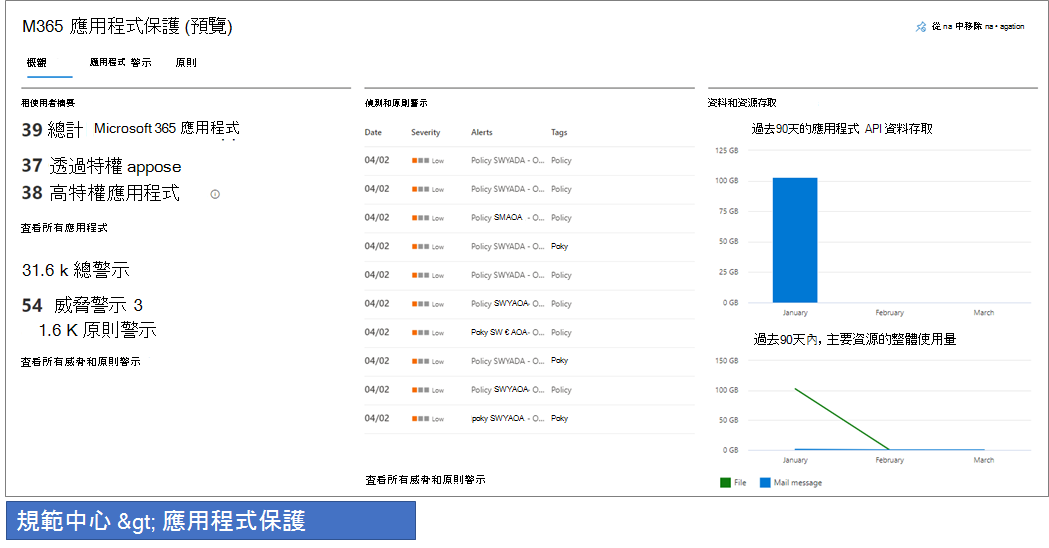 M365 應用程式保護 (預覽)
從 na 中移除 na・agation
概觀 應用程式 警示 原則
租使用者摘要
39 總計 Microsoft 365 應用程式
37 透過特權 appose
38 高特權應用程式
查看所有應用程式
31.6 k 總警示
54 威脅警示 3
1.6 K 原則警示
查看所有威脅和原則警示
偵測和原則警示
Date Severity Alerts Tags
04/02 Low Policy SWYADA - O... Policy
04/02 Low Policy SWYADA - O... Policy
04/02 Low Policy SMAOA - O... Policy
04/02 Low Policy SWYADA - O... Poky
04/02 Low Policy SWYADA - O... Policy
04/02 Low Policy SWYAOA- O... Policy
04/02 Low Poky SW € AOA- O... Policy
04/02 Low Policy SWYADA - O... Poky
04/02 Low Policy SWYAOA- O... Policy
04/02 Low poky SWYAOA - O... Poky
查看所有威脅和原則警示
資料和資源存取
過去90天的應用程式 API 資料存取
125 GB
100 GB
75 GB
50 GB
25 GB
0 GB
January February March
過去90天內，主要資源的整體使用量
150 GB
100 GB
50 GB
0 GB
January February March
File Mail message
規範中心 &gt; 應用程式保護